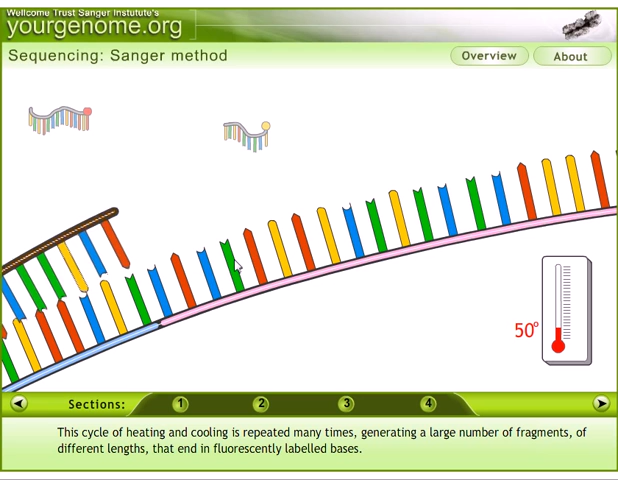 Wellcome Trust Sanger Institute's
yourgenome.org
Sequencing: Sanger method
Overview
About
50°
Sections:
1
2
3
4
This cycle of heating and cooling is repeated many times, generating a large number of fragments, of
different lengths, that end in fluorescently labelled bases.